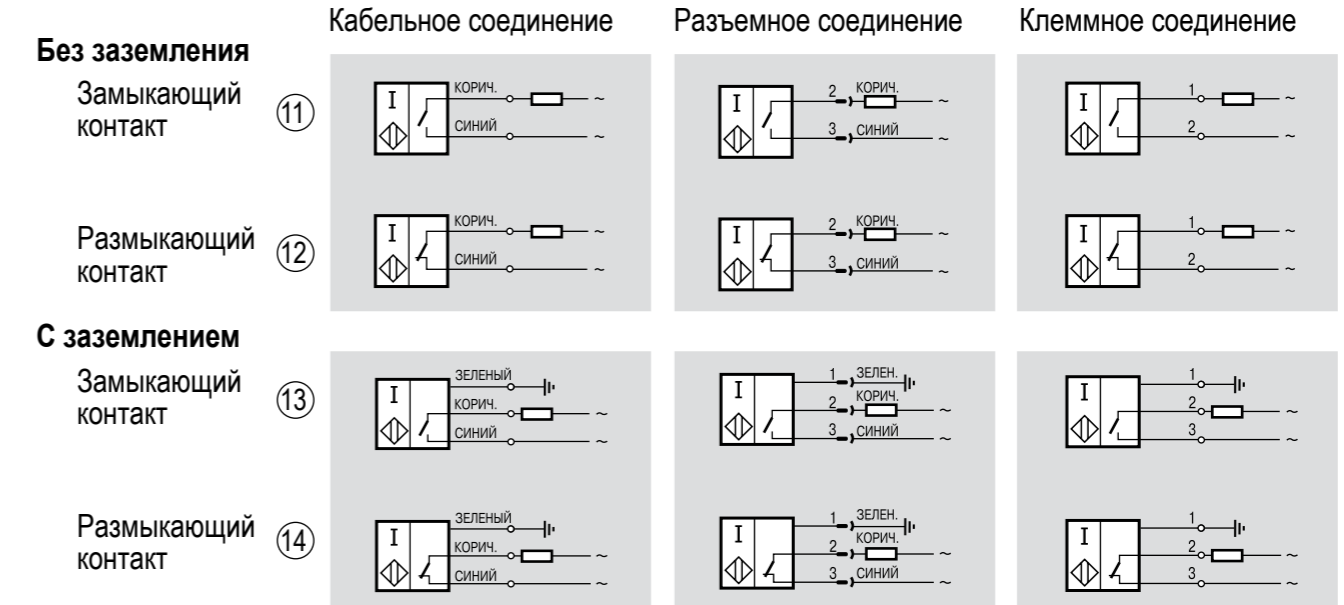 Кабельное соединение Разъемное соединение Клеммное соединение
Без заземления
Замыкающий
контакт
11
КОРИЧ.
СИНИЙ
I
~
~
2 КОРИЧ.
3 СИНИЙ
I
~
~
1
2
I
~
~
Размыкающий
контакт
12
КОРИЧ.
СИНИЙ
I
~
~
2 КОРИЧ.
3 СИНИЙ
I
~
~
1
2
I
~
~
С заземлением
Замыкающий
контакт
13
ЗЕЛЕНЫЙ
КОРИЧ.
СИНИЙ
I
~
~
1 ЗЕЛЕН.
2 КОРИЧ.
3 СИНИЙ
I
~
~
1
2
3
I
~
~
Размыкающий
контакт
14
ЗЕЛЕНЫЙ
КОРИЧ.
СИНИЙ
I
~
~
1 ЗЕЛЕН.
2 КОРИЧ.
3 СИНИЙ
I
~
~
1
2
3
I
~
~